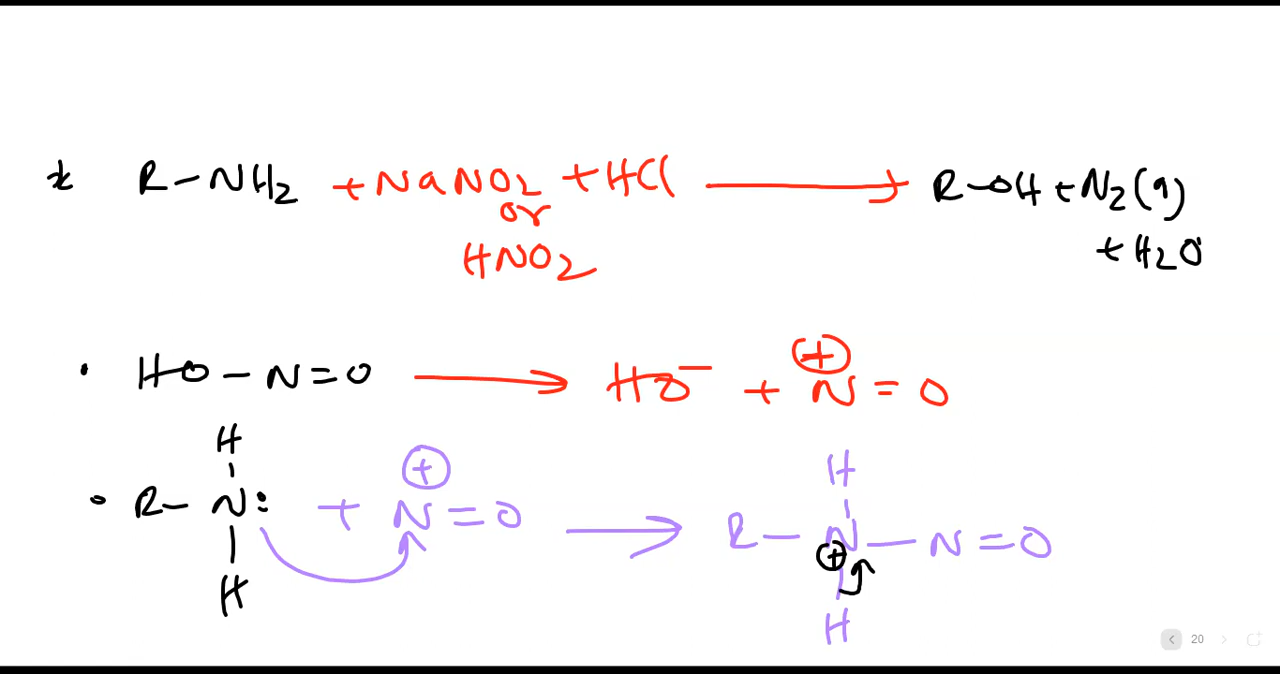 * R-NH2 + NaNO2 + HCl ⟶ R-OH + N2(g)
or
HNO2
+ H2O
• HO-N=O ⟶ HO⁻ + ⊕N=O
H
H
• R-N: + ⊕N=O ⟶ R-N⊕-N=O
H
H
20